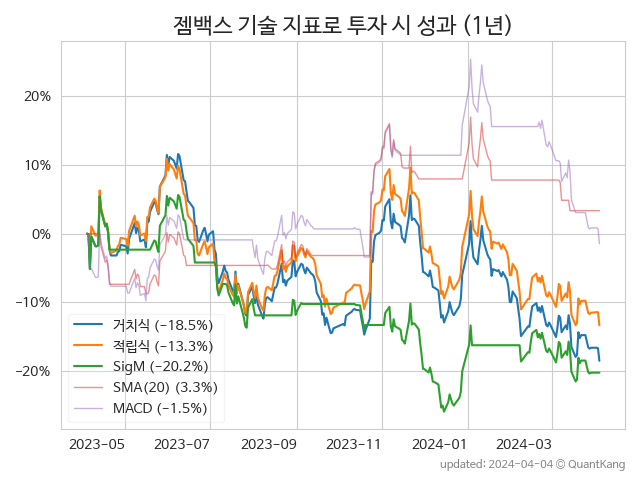 젬백스 기술 지표로 투자 시 성과 (1년)
20%
10%
0%
−10%
−20%
거치식 (−18.5%)
적립식 (−13.3%)
SigM (−20.2%)
SMA(20) (3.3%)
MACD (−1.5%)
2023-05
2023-07
2023-09
2023-11
2024-01
2024-03
updated: 2024-04-04 © QuantKang